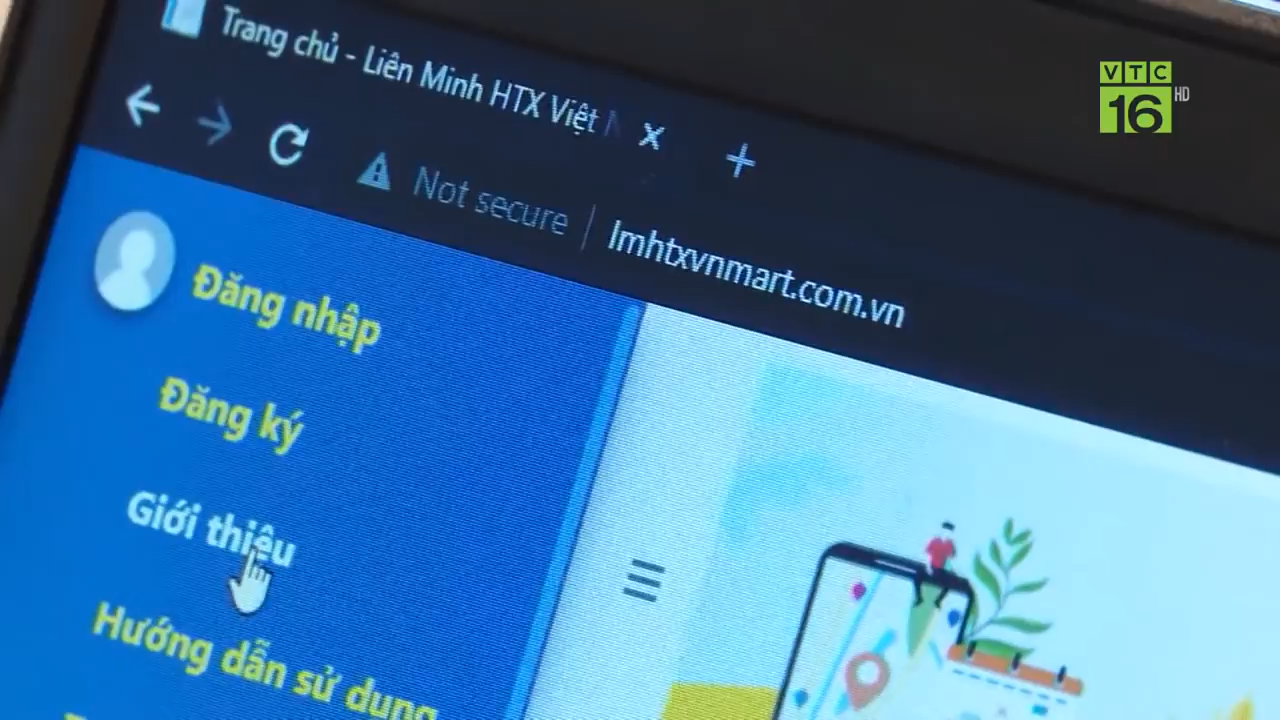 Trang chủ - Liên Minh HTX Việt
VTC
16 HD
Not secure
lmhtxvnmart.com.vn
Đăng nhập
Đăng ký
Giới thiệu
Hướng dẫn sử dụng